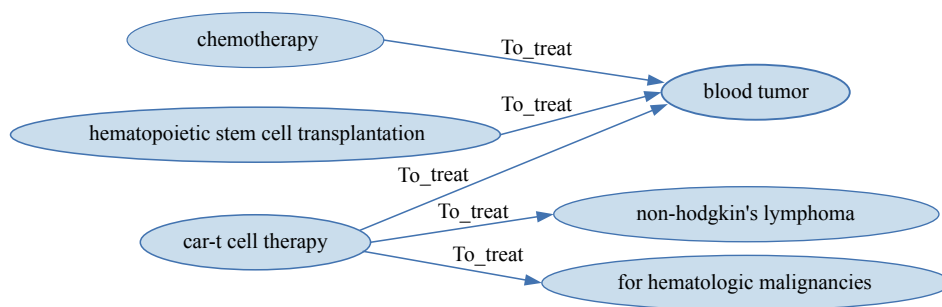 chemotherapy
To_treat
blood tumor
To_treat
hematopoietic stem cell transplantation
To_treat
To_treat
non-hodgkin's lymphoma
car-t cell therapy
To_treat
for hematologic malignancies